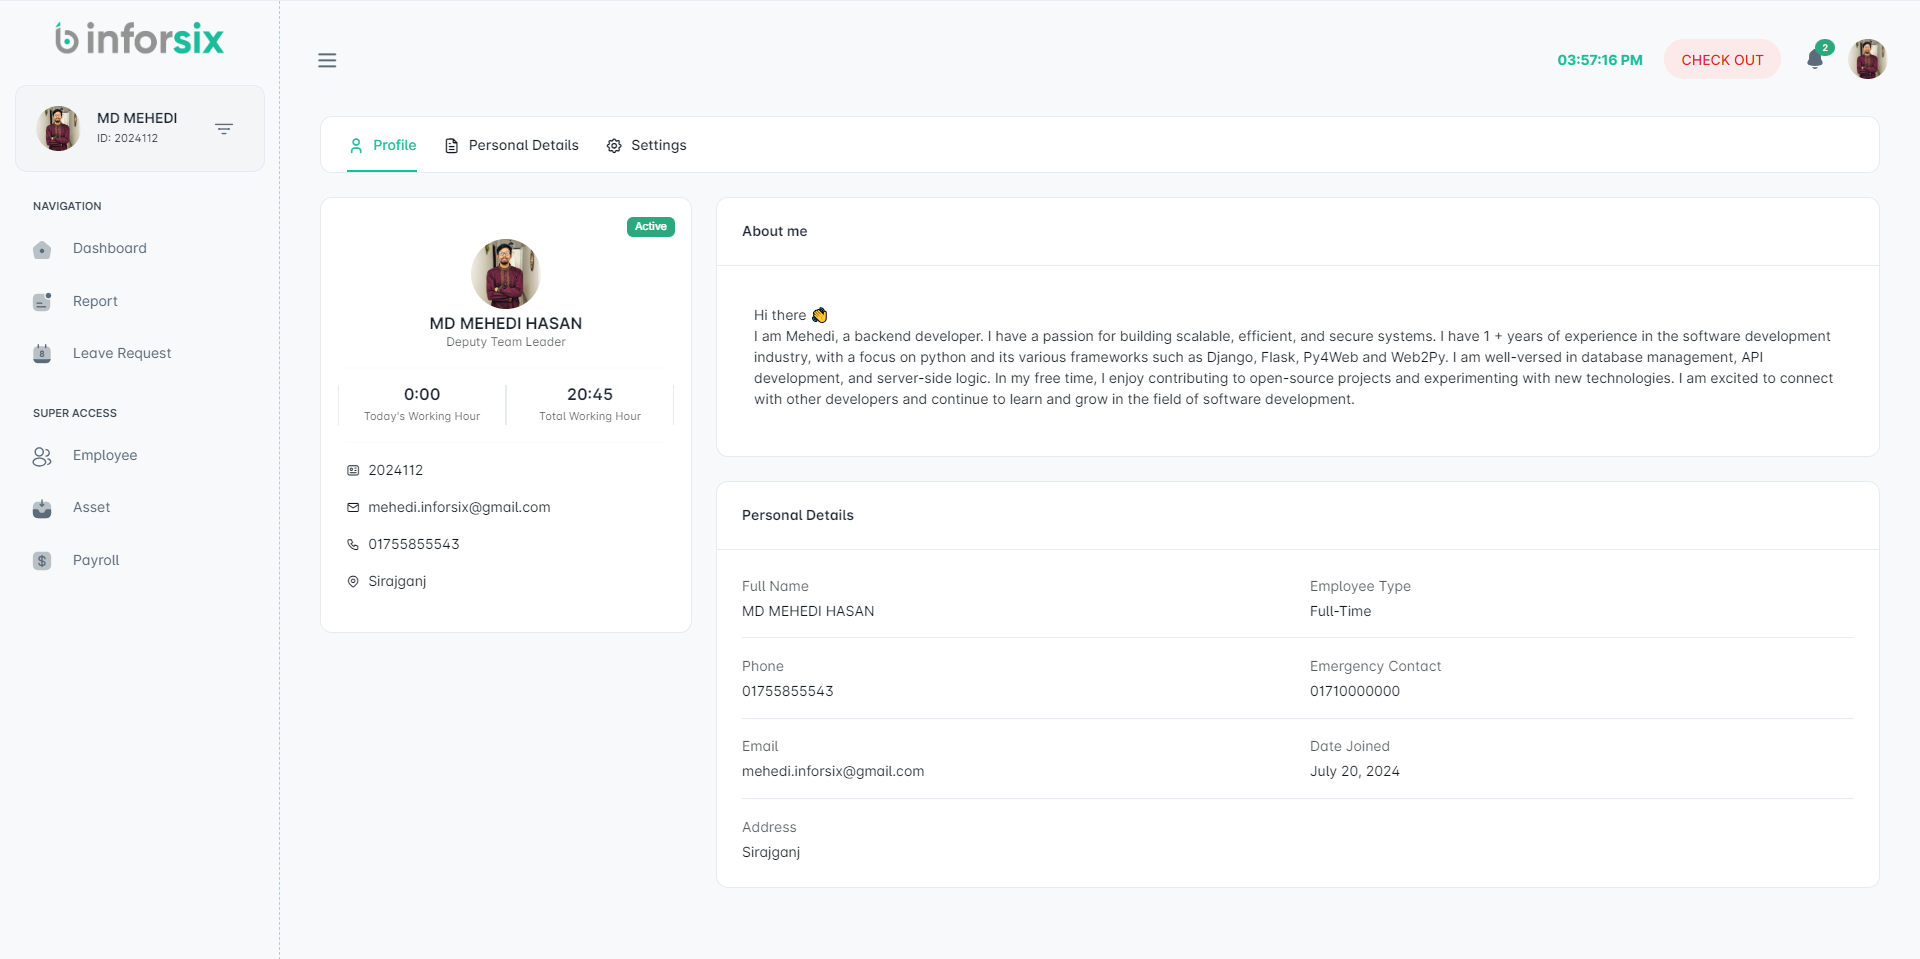 inforsix
MD MEHEDI
ID: 2024112
NAVIGATION
Dashboard
Report
8
Leave Request
SUPER ACCESS
Employee
Asset
$
Payroll
03:57:16 PM
CHECK OUT
2
Profile
Personal Details
Settings
Active
MD MEHEDI HASAN
Deputy Team Leader
0:00
Today's Working Hour
20:45
Total Working Hour
2024112
mehedi.inforsix@gmail.com
01755855543
Sirajganj
About me
Hi there 👏
I am Mehedi, a backend developer. I have a passion for building scalable, efficient, and secure systems. I have 1 + years of experience in the software development
industry, with a focus on python and its various frameworks such as Django, Flask, Py4Web and Web2Py. I am well-versed in database management, API
development, and server-side logic. In my free time, I enjoy contributing to open-source projects and experimenting with new technologies. I am excited to connect
with other developers and continue to learn and grow in the field of software development.
Personal Details
Full Name
MD MEHEDI HASAN
Employee Type
Full-Time
Phone
01755855543
Emergency Contact
01710000000
Email
mehedi.inforsix@gmail.com
Date Joined
July 20, 2024
Address
Sirajganj